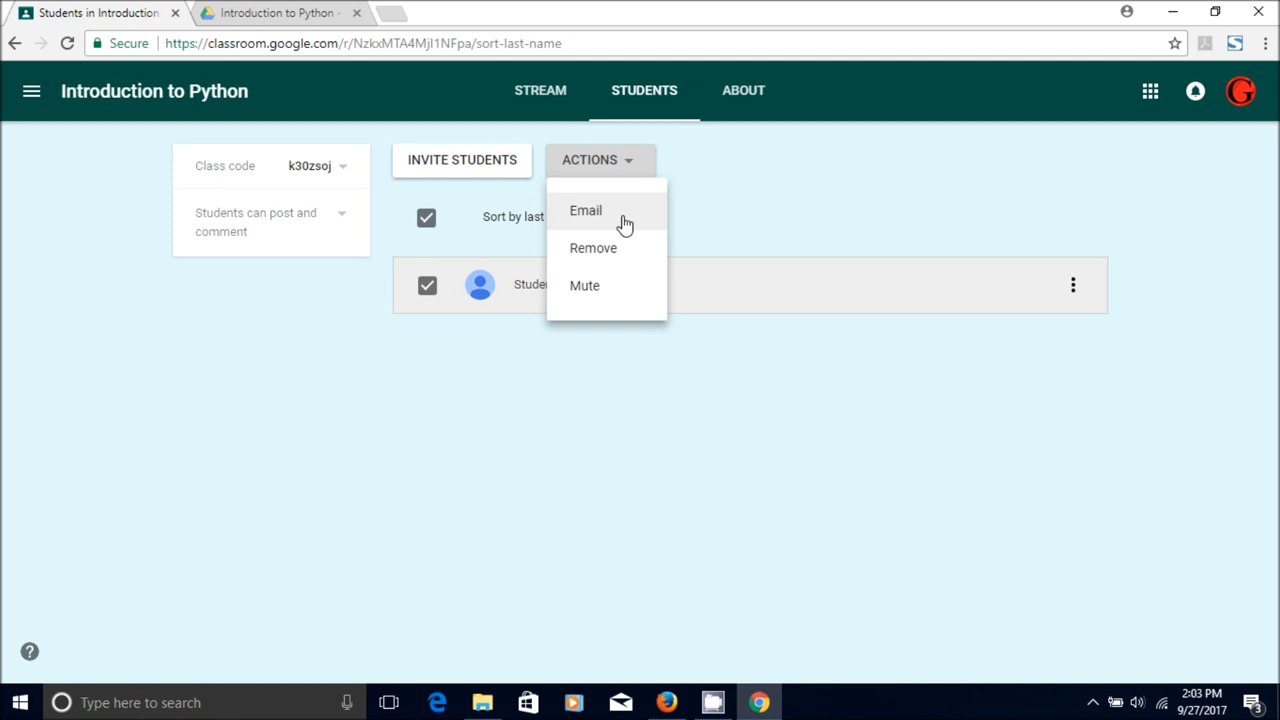 Students in Introduction
Introduction to Python -
Secure
https://classroom.google.com/r/NzkxMTA4MjI1NFpa/sort-last-name
Introduction to Python
STREAM
STUDENTS
ABOUT
G
Class code
k30zsoj
Students can post and
comment
INVITE STUDENTS
ACTIONS
Sort by last
Email
Remove
Mute
?
Type here to search
2:03 PM
9/27/2017
3